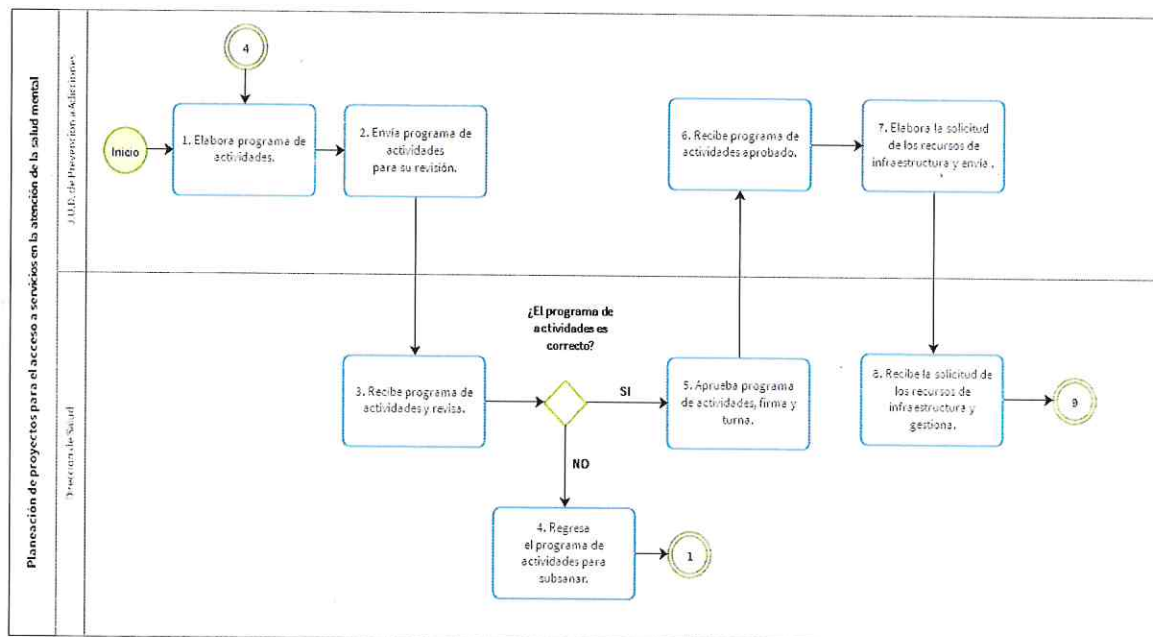 Planeación de proyectos para el acceso a servicios en la atención de la salud mental
J.U.D. de Prevención a Adicciones
4
Inicio
1. Elabora programa de
actividades.
2. Envía programa de
actividades
para su revisión.
6. Recibe programa de
actividades aprobado.
7. Elabora la solicitud
de los recursos de
infraestructura y envía.
Dirección de Salud
3. Recibe programa de
actividades y revisa.
¿El programa de
actividades es
correcto?
SI
NO
4. Regresa
el programa de
actividades para
subsanar.
1
5. Aprueba programa
de actividades, firma y
turna.
8. Recibe la solicitud de
los recursos de
infraestructura y
gestiona.
9